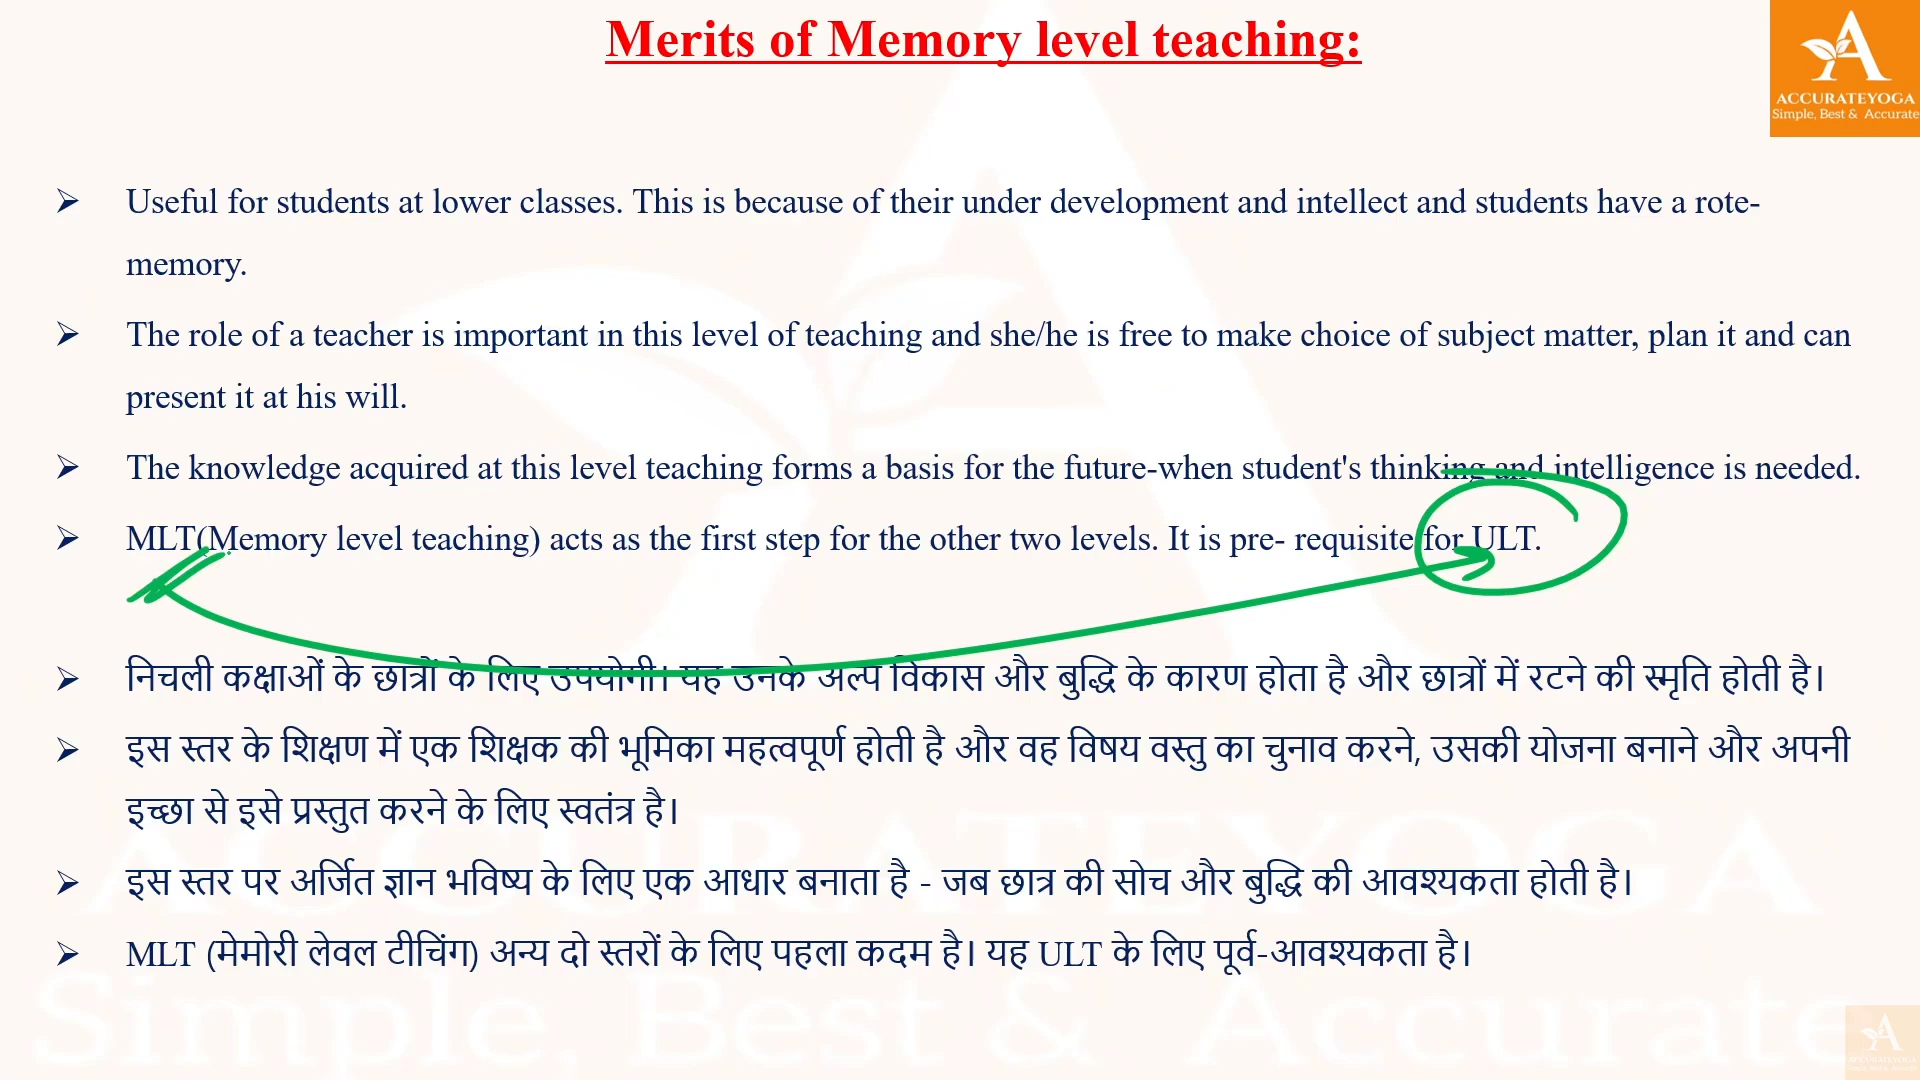 Merits of Memory level teaching:
ACCURATEYOGA
Simple, Best & Accurate
➢ Useful for students at lower classes. This is because of their under development and intellect and students have a rote-
memory.
➢ The role of a teacher is important in this level of teaching and she/he is free to make choice of subject matter, plan it and can
present it at his will.
➢ The knowledge acquired at this level teaching forms a basis for the future-when student's thinking and intelligence is needed.
➢ MLT(Memory level teaching) acts as the first step for the other two levels. It is pre- requisite for ULT.
➢ निचली कक्षाओं के छात्रों के लिए उपयोगी। यह उनके अल्प विकास और बुद्धि के कारण होता है और छात्रों में रटने की स्मृति होती है।
➢ इस स्तर के शिक्षण में एक शिक्षक की भूमिका महत्वपूर्ण होती है और वह विषय वस्तु का चुनाव करने, उसकी योजना बनाने और अपनी
इच्छा से इसे प्रस्तुत करने के लिए स्वतंत्र है।
➢ इस स्तर पर अर्जित ज्ञान भविष्य के लिए एक आधार बनाता है - जब छात्र की सोच और बुद्धि की आवश्यकता होती है।
➢ MLT (मेमोरी लेवल टीचिंग) अन्य दो स्तरों के लिए पहला कदम है। यह ULT के लिए पूर्व-आवश्यकता है।
ACCURATEYOGA
Simple, Best & Accurate